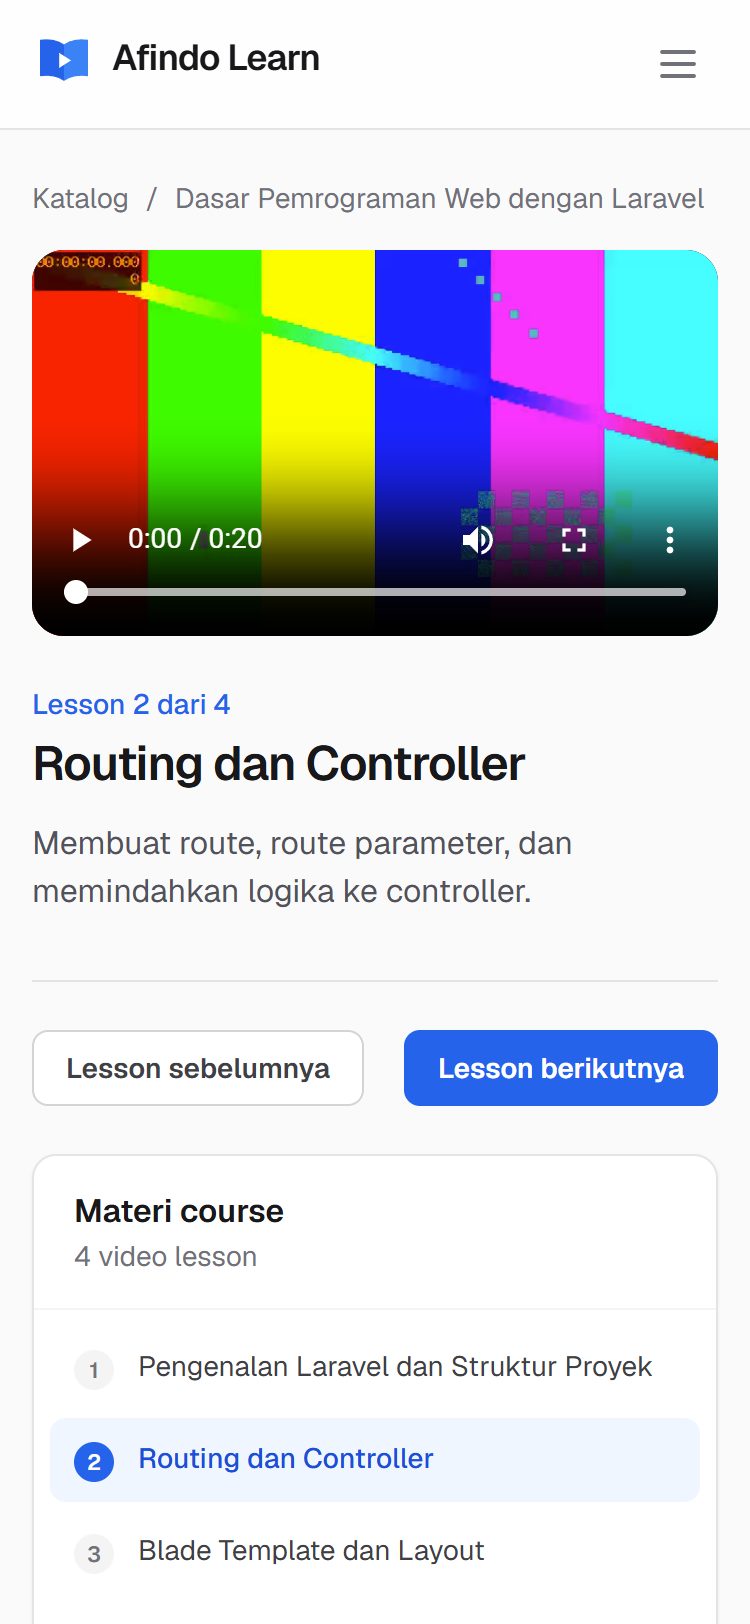 Afindo Learn
Katalog / Dasar Pemrograman Web dengan Laravel
00:00:00.000
0
0:00 / 0:20
Lesson 2 dari 4
Routing dan Controller
Membuat route, route parameter, dan
memindahkan logika ke controller.
Lesson sebelumnya
Lesson berikutnya
Materi course
4 video lesson
1 Pengenalan Laravel dan Struktur Proyek
2 Routing dan Controller
3 Blade Template dan Layout